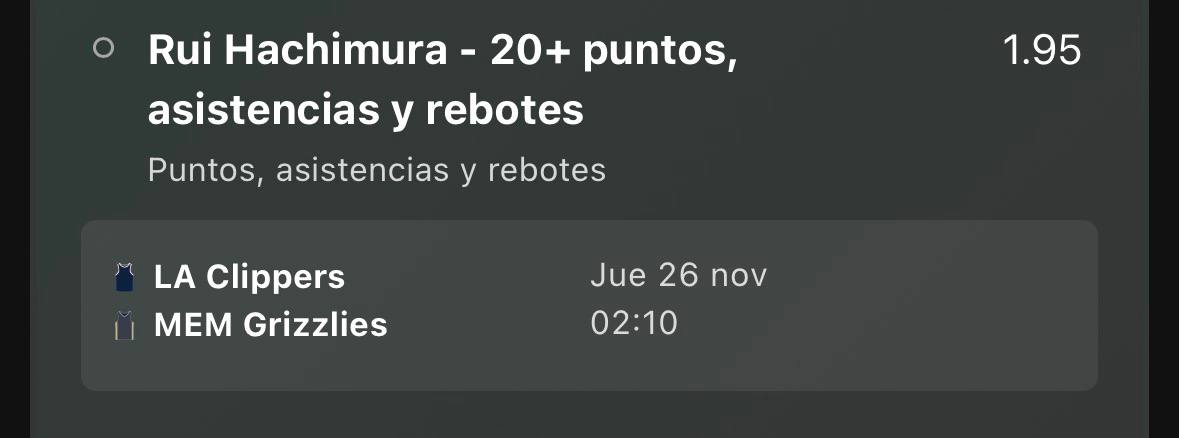 Rui Hachimura - 20+ puntos, 1.95
asistencias y rebotes
Puntos, asistencias y rebotes
LA Clippers Jue 26 nov
MEM Grizzlies 02:10